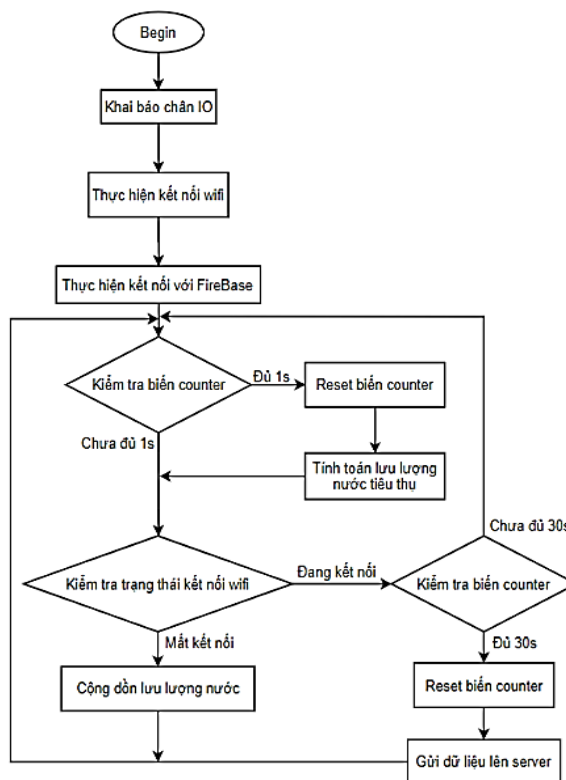 Begin
Khai báo chân IO
Thực hiện kết nối wifi
Thực hiện kết nối với FireBase
Kiểm tra biến counter
Đủ 1s
Reset biến counter
Chưa đủ 1s
Tính toán lưu lượng
nước tiêu thụ
Chưa đủ 30s
Kiểm tra trạng thái kết nối wifi
Đang kết nối
Kiểm tra biến counter
Mất kết nối
Đủ 30s
Cộng dồn lưu lượng nước
Reset biến counter
Gửi dữ liệu lên server